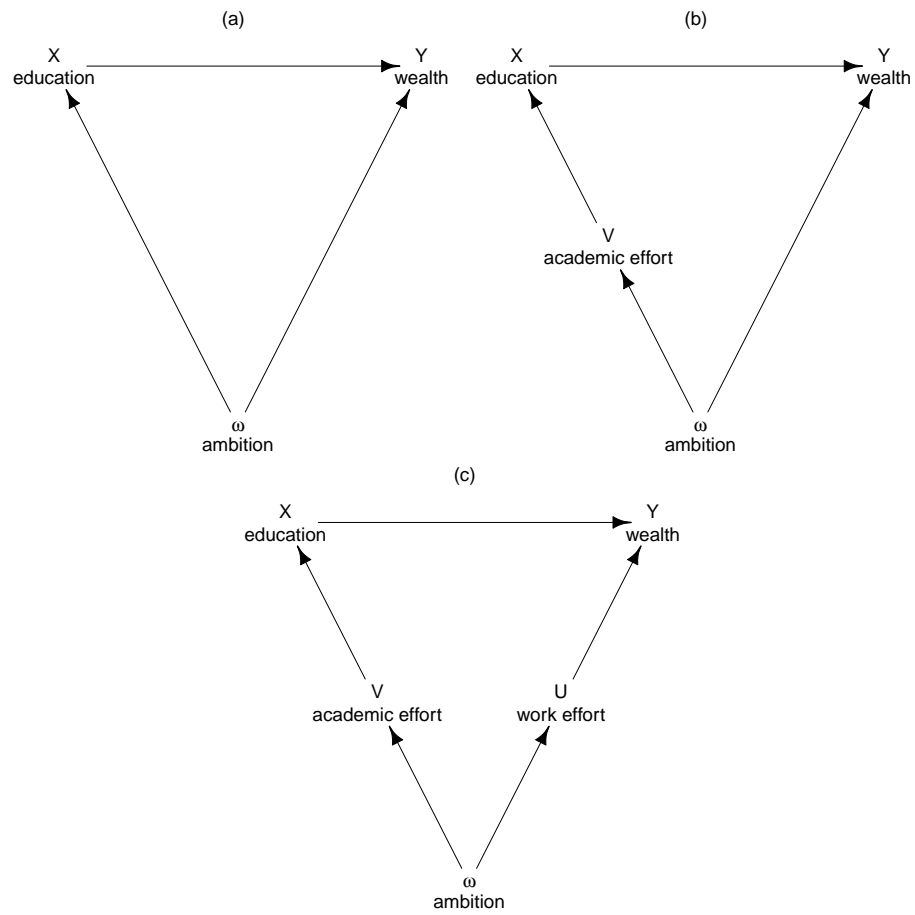 (a)
X
education
Y
wealth
ω
ambition
(b)
X
education
Y
wealth
V
academic effort
ω
ambition
(c)
X
education
Y
wealth
V
academic effort
U
work effort
ω
ambition